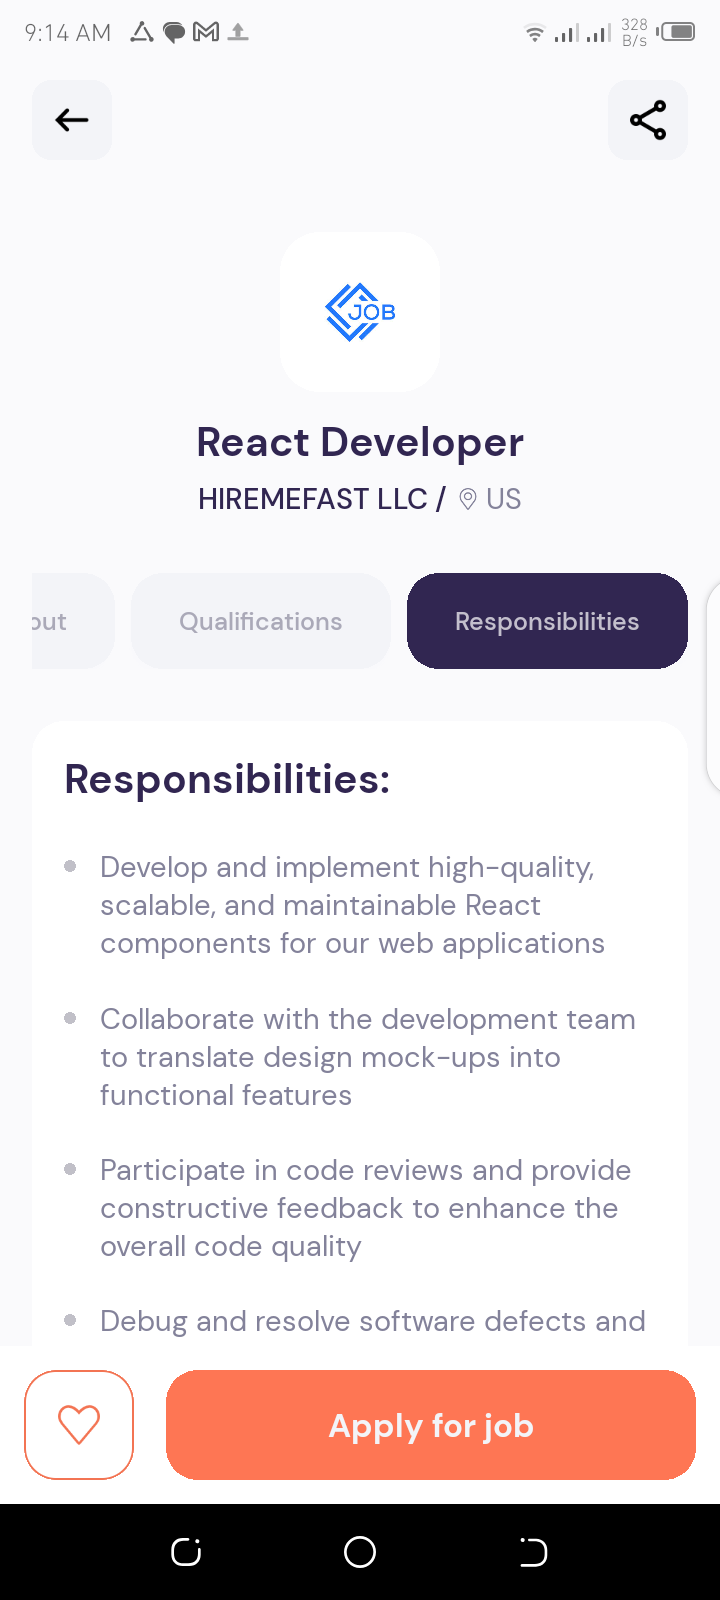 9:14 AM
328
B/s
JOB
React Developer
HIREMEFAST LLC / US
out
Qualifications
Responsibilities
Responsibilities:
Develop and implement high-quality,
scalable, and maintainable React
components for our web applications
Collaborate with the development team
to translate design mock-ups into
functional features
Participate in code reviews and provide
constructive feedback to enhance the
overall code quality
Debug and resolve software defects and
Apply for job